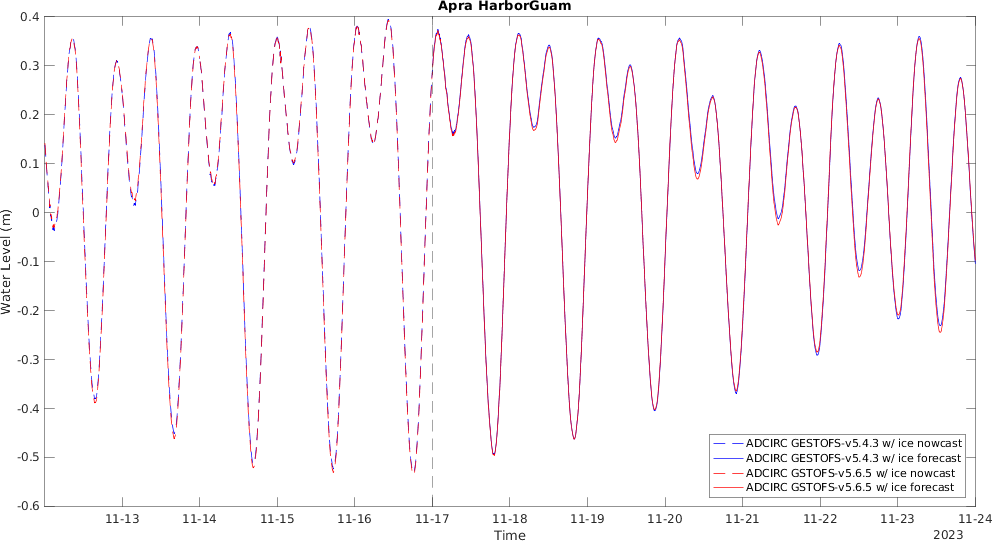 Apra HarborGuam
Water Level (m)
0.4
0.3
0.2
0.1
0
-0.1
-0.2
-0.3
-0.4
-0.5
-0.6
ADCIRC GESTOFS-v5.4.3 w/ ice nowcast
ADCIRC GESTOFS-v5.4.3 w/ ice forecast
ADCIRC GSTOFS-v5.6.5 w/ ice nowcast
ADCIRC GSTOFS-v5.6.5 w/ ice forecast
11-13 11-14 11-15 11-16 11-17 11-18 11-19 11-20 11-21 11-22 11-23 11-24
Time
2023